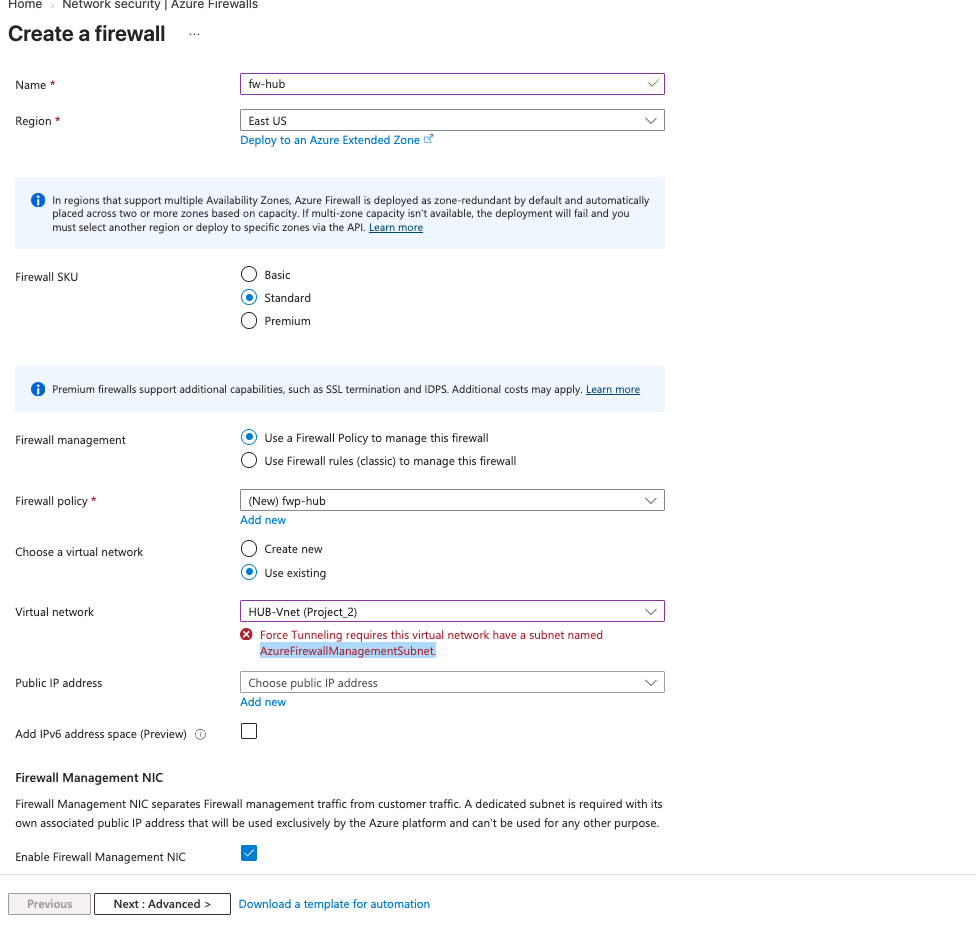 Home > Network security | Azure Firewalls
Create a firewall ...
Name *
fw-hub
Region *
East US
Deploy to an Azure Extended Zone
In regions that support multiple Availability Zones, Azure Firewall is deployed as zone-redundant by default and automatically
placed across two or more zones based on capacity. If multi-zone capacity isn't available, the deployment will fail and you
must select another region or deploy to specific zones via the API. Learn more
Firewall SKU
Basic
Standard
Premium
Premium firewalls support additional capabilities, such as SSL termination and IDPS. Additional costs may apply. Learn more
Firewall management
Use a Firewall Policy to manage this firewall
Use Firewall rules (classic) to manage this firewall
Firewall policy *
(New) fwp-hub
Add new
Choose a virtual network
Create new
Use existing
Virtual network
HUB-Vnet (Project_2)
Force Tunneling requires this virtual network have a subnet named
AzureFirewallManagementSubnet.
Public IP address
Choose public IP address
Add new
Add IPv6 address space (Preview)
Firewall Management NIC
Firewall Management NIC separates Firewall management traffic from customer traffic. A dedicated subnet is required with its
own associated public IP address that will be used exclusively by the Azure platform and can't be used for any other purpose.
Enable Firewall Management NIC
Previous
Next : Advanced >
Download a template for automation